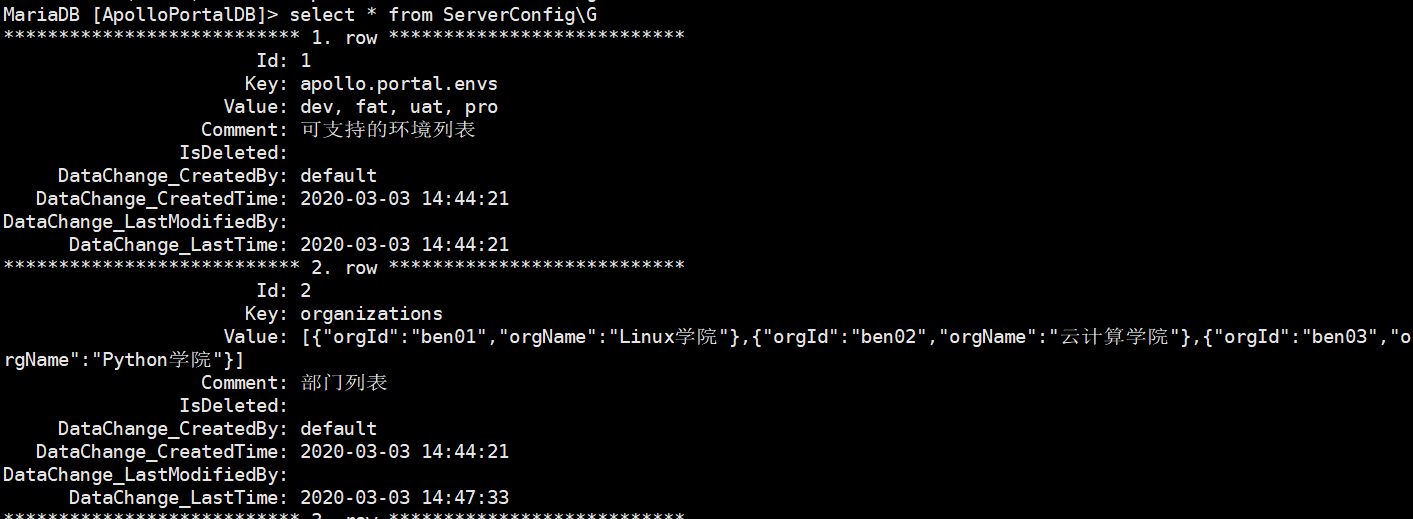 MariaDB [ApolloPortalDB]> select * from ServerConfig\G
*************************** 1. row ***************************
Id: 1
Key: apollo.portal.envs
Value: dev, fat, uat, pro
Comment: 可支持的环境列表
IsDeleted:
DataChange_CreatedBy: default
DataChange_CreatedTime: 2020-03-03 14:44:21
DataChange_LastModifiedBy:
DataChange_LastTime: 2020-03-03 14:44:21
*************************** 2. row ***************************
Id: 2
Key: organizations
Value: [{"orgId":"ben01","orgName":"Linux学院"},{"orgId":"ben02","orgName":"云计算学院"},{"orgId":"ben03","o
rgName":"Python学院"}]
Comment: 部门列表
IsDeleted:
DataChange_CreatedBy: default
DataChange_CreatedTime: 2020-03-03 14:44:21
DataChange_LastModifiedBy:
DataChange_LastTime: 2020-03-03 14:47:33